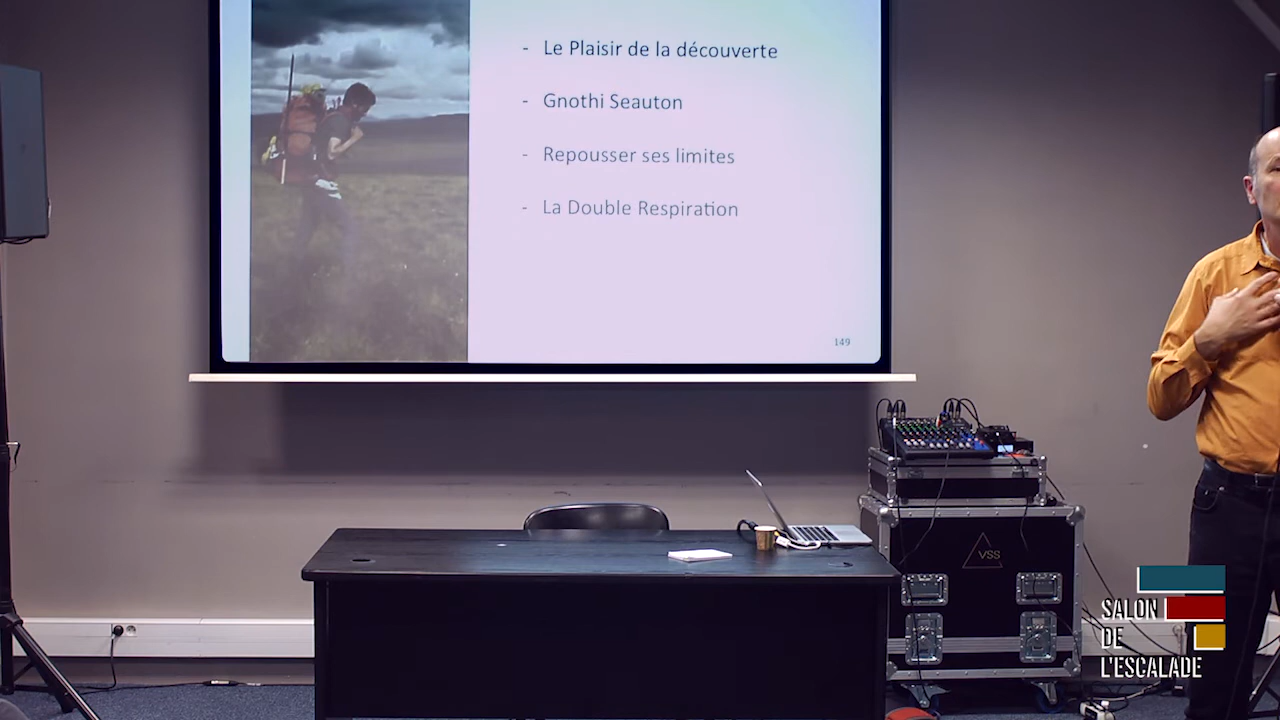 - Le Plaisir de la découverte
- Gnothi Seauton
- Repousser ses limites
- La Double Respiration
149
VSS
SALON
DE
L'ESCALADE